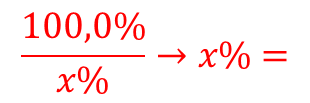 100,0%
x% → x% =